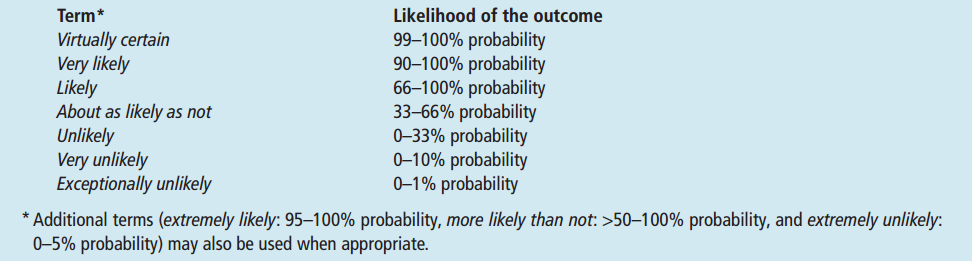 Term* Likelihood of the outcome
Virtually certain 99–100% probability
Very likely 90–100% probability
Likely 66–100% probability
About as likely as not 33–66% probability
Unlikely 0–33% probability
Very unlikely 0–10% probability
Exceptionally unlikely 0–1% probability
* Additional terms (extremely likely: 95–100% probability, more likely than not: >50–100% probability, and extremely unlikely:
0–5% probability) may also be used when appropriate.